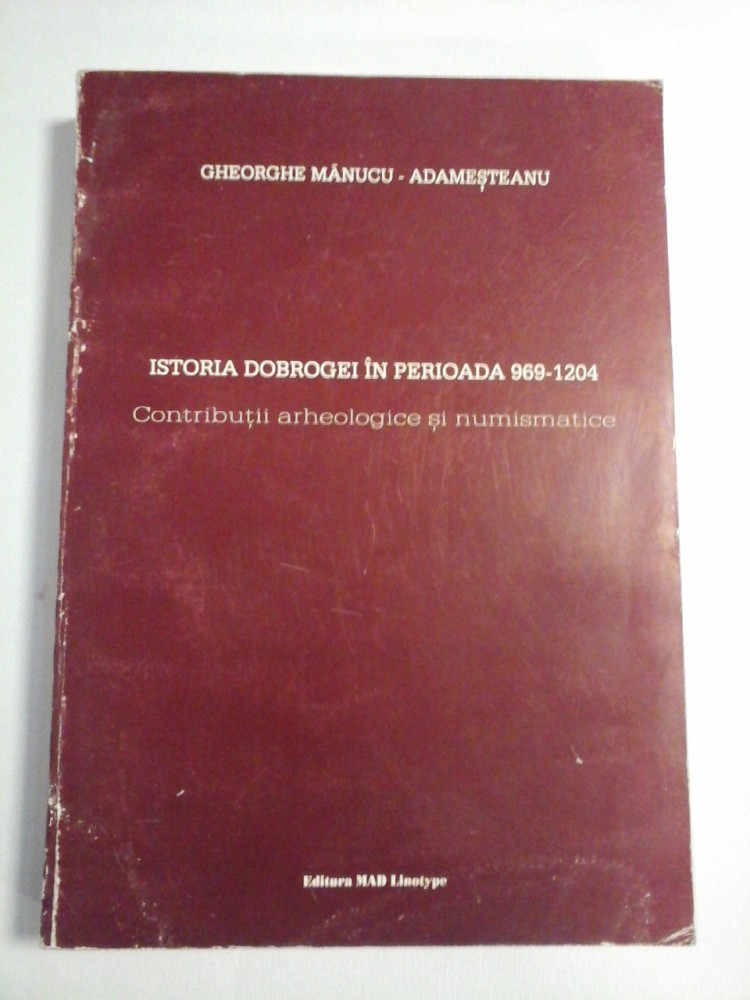 GHEORGHE MĂNUCU - ADAMEȘTEANU
ISTORIA DOBROGEI ÎN PERIOADA 969-1204
Contribuții arheologice și numismatice
Editura MAD Linotype